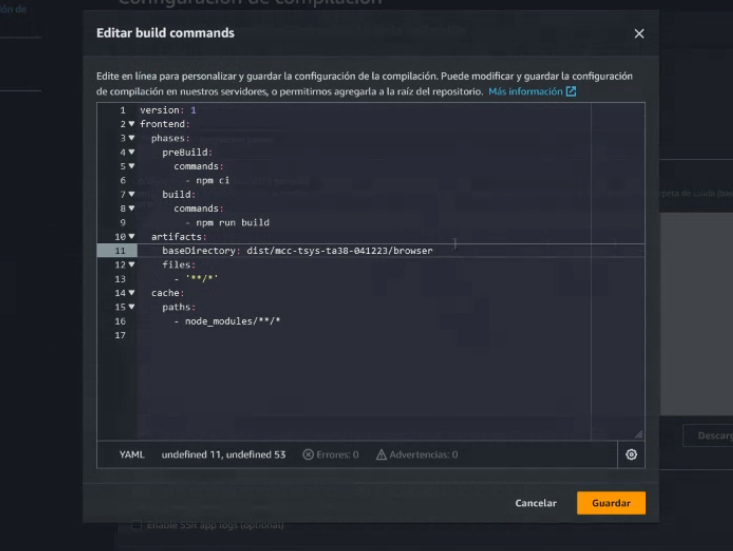 ión de
Configuración de compilación
Editar build commands
Edite en línea para personalizar y guardar la configuración de la compilación. Puede modificar y guardar la configuración
de compilación en nuestros servidores, o permitirnos agregarla a la raíz del repositorio. Más información
1 version: 1
2 frontend:
3 phases:
4 preBuild:
5 commands:
6 - npm ci
7 build:
8 commands:
9 - npm run build
10 artifacts:
11 baseDirectory: dist/mcc-tsys-ta38-041223/browser
12 files:
13 - '**/*'
14 cache:
15 paths:
16 - node_modules/**/*
17
Descarg
YAML undefined 11, undefined 53 Errores: 0 Advertencias: 0
Cancelar Guardar
Enable SSR app logs (optional)